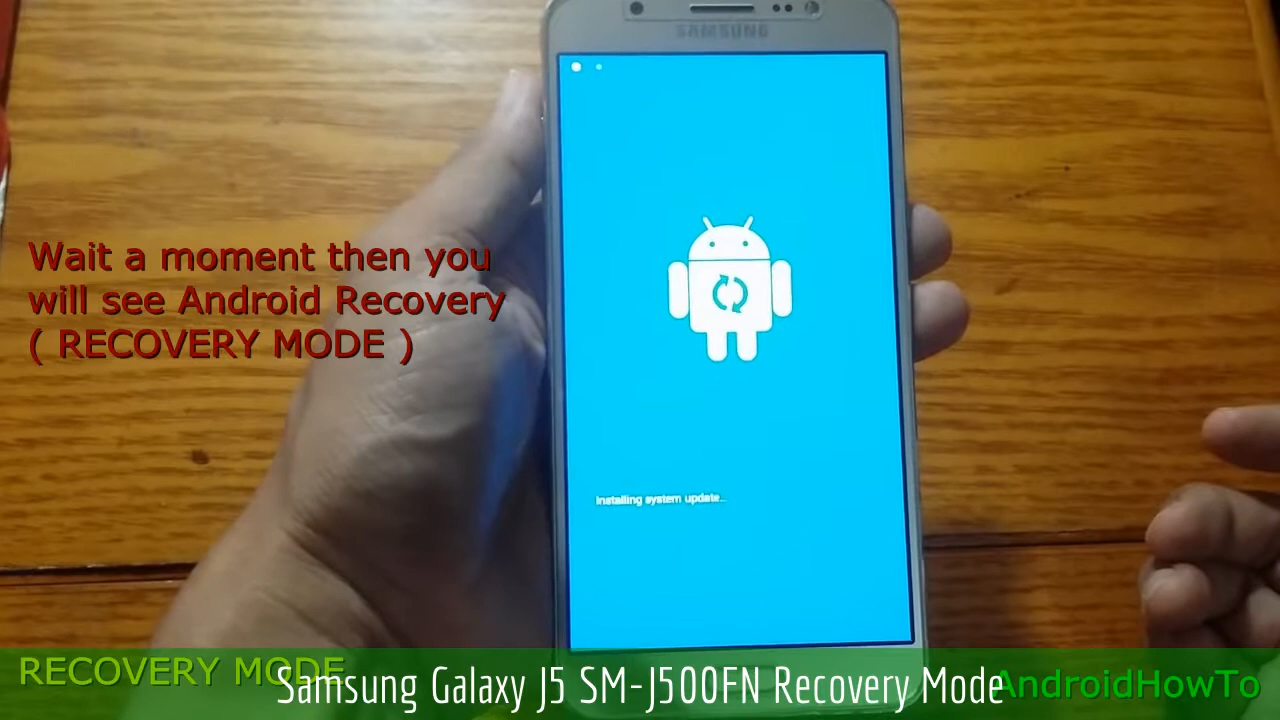 SAMSUNG
Wait a moment then you
will see Android Recovery
( RECOVERY MODE )
Installing system update...
RECOVERY MODE
Samsung Galaxy J5 SM-J500FN Recovery Mode
AndroidHowTo